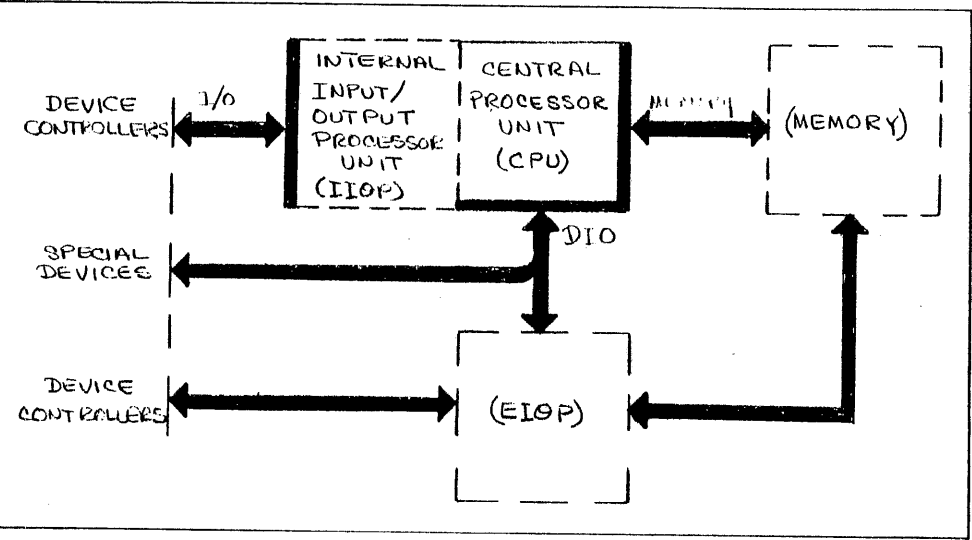 DEVICE
CONTROLLERS
I/O
INTERNAL
INPUT/
OUTPUT
PROCESSOR
UNIT
(IIOP)
CENTRAL
PROCESSOR
UNIT
(CPU)
MEMORY
(MEMORY)
DIO
SPECIAL
DEVICES
DEVICE
CONTROLLERS
(EIOP)